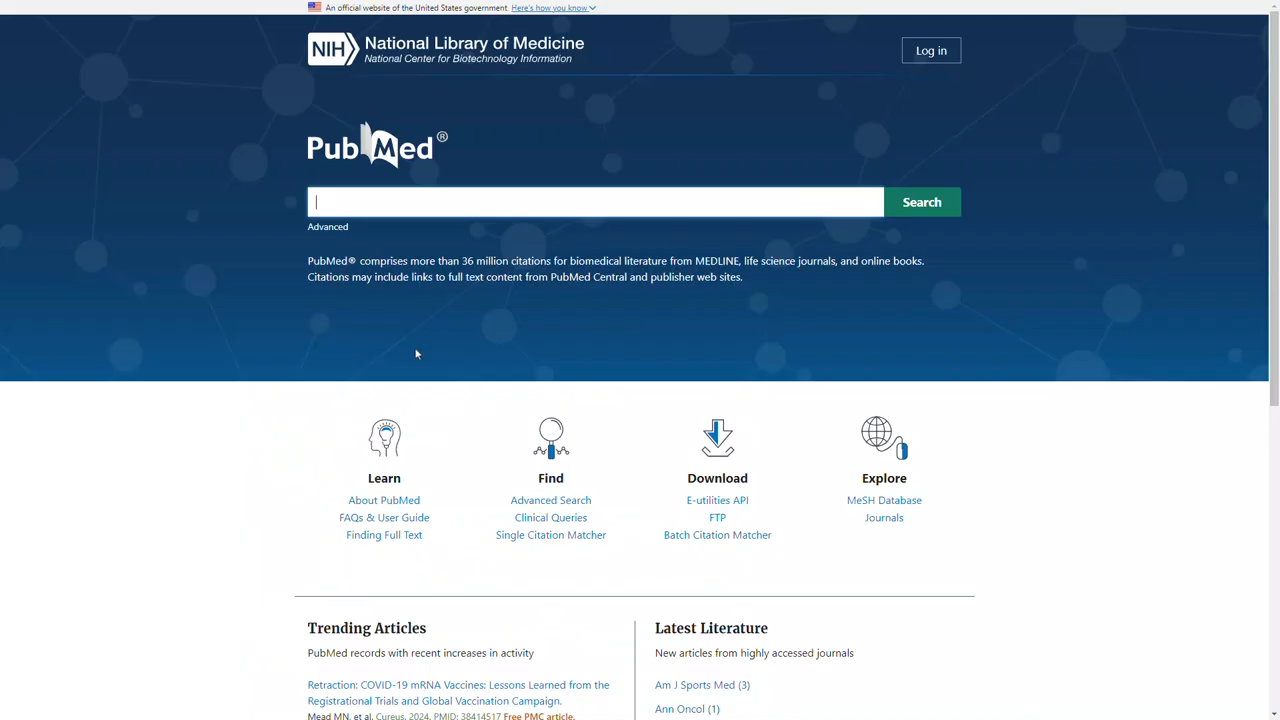 An official website of the United States government Here's how you know
NIH National Library of Medicine
National Center for Biotechnology Information
Log in
PubMed®
Search
Advanced
PubMed® comprises more than 36 million citations for biomedical literature from MEDLINE, life science journals, and online books.
Citations may include links to full text content from PubMed Central and publisher web sites.
Learn
About PubMed
FAQs & User Guide
Finding Full Text
Find
Advanced Search
Clinical Queries
Single Citation Matcher
Download
E-utilities API
FTP
Batch Citation Matcher
Explore
MeSH Database
Journals
Trending Articles
PubMed records with recent increases in activity
Retraction: COVID-19 mRNA Vaccines: Lessons Learned from the
Registrational Trials and Global Vaccination Campaign.
Mead MN, et al. Cureus. 2024. PMID: 38414517 Free PMC article.
Latest Literature
New articles from highly accessed journals
Am J Sports Med (3)
Ann Oncol (1)